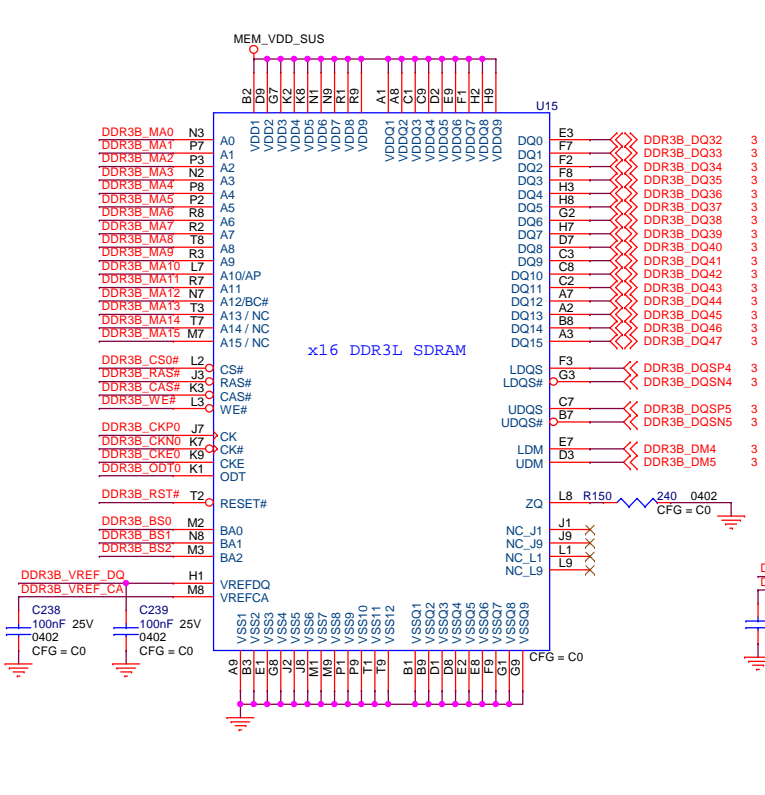 MEM_VDD_SUS
B2 D9 G7 K2 K8 N1 N9 R1 R9 A1 A8 C1 C9 D2 E9 F1 H2 H9
U15
VDD1 VDD2 VDD3 VDD4 VDD5 VDD6 VDD7 VDD8 VDD9 VDDQ1 VDDQ2 VDDQ3 VDDQ4 VDDQ5 VDDQ6 VDDQ7 VDDQ8 VDDQ9
DDR3B_MA0 N3 A0 DQ0 E3 DDR3B_DQ32 3
DDR3B_MA1 P7 A1 DQ1 F7 DDR3B_DQ33 3
DDR3B_MA2 P3 A2 DQ2 F2 DDR3B_DQ34 3
DDR3B_MA3 N2 A3 DQ3 F8 DDR3B_DQ35 3
DDR3B_MA4 P8 A4 DQ4 H3 DDR3B_DQ36 3
DDR3B_MA5 P2 A5 DQ5 H8 DDR3B_DQ37 3
DDR3B_MA6 R8 A6 DQ6 G2 DDR3B_DQ38 3
DDR3B_MA7 R2 A7 DQ7 H7 DDR3B_DQ39 3
DDR3B_MA8 T8 A8 DQ8 D7 DDR3B_DQ40 3
DDR3B_MA9 R3 A9 DQ9 C3 DDR3B_DQ41 3
DDR3B_MA10 L7 A10/AP DQ10 C8 DDR3B_DQ42 3
DDR3B_MA11 R7 A11 DQ11 C2 DDR3B_DQ43 3
DDR3B_MA12 N7 A12/BC# DQ12 A7 DDR3B_DQ44 3
DDR3B_MA13 T3 A13 / NC DQ13 A2 DDR3B_DQ45 3
DDR3B_MA14 T7 A14 / NC DQ14 B8 DDR3B_DQ46 3
DDR3B_MA15 M7 A15 / NC DQ15 A3 DDR3B_DQ47 3
x16 DDR3L SDRAM
DDR3B_CS0# L2 CS# LDQS F3 DDR3B_DQSP4 3
DDR3B_RAS# J3 RAS# LDQS# G3 DDR3B_DQSN4 3
DDR3B_CAS# K3 CAS# UDQS C7 DDR3B_DQSP5 3
DDR3B_WE# L3 WE# UDQS# B7 DDR3B_DQSN5 3
DDR3B_CKP0 J7 CK LDM E7 DDR3B_DM4 3
DDR3B_CKN0 K7 CK# UDM D3 DDR3B_DM5 3
DDR3B_CKE0 K9 CKE
DDR3B_ODT0 K1 ODT
DDR3B_RST# T2 RESET# ZQ L8 R150 240 0402
CFG = C0
DDR3B_BS0 M2 BA0 NC_J1 J1
DDR3B_BS1 N8 BA1 NC_J9 J9
DDR3B_BS2 M3 BA2 NC_L1 L1
NC_L9 L9
DDR3B_VREF_DQ H1 VREFDQ
DDR3B_VREF_CA M8 VREFCA
C238 C239
100nF 25V 100nF 25V
0402 0402
CFG = C0 CFG = C0
VSS1 VSS2 VSS3 VSS4 VSS5 VSS6 VSS7 VSS8 VSS9 VSS10 VSS11 VSS12 VSSQ1 VSSQ2 VSSQ3 VSSQ4 VSSQ5 VSSQ6 VSSQ7 VSSQ8 VSSQ9
CFG = C0
A9 B3 E1 G8 J2 J8 M1 M9 P1 P9 T1 T9 B1 B9 D1 D8 E2 E8 F9 G1 G9